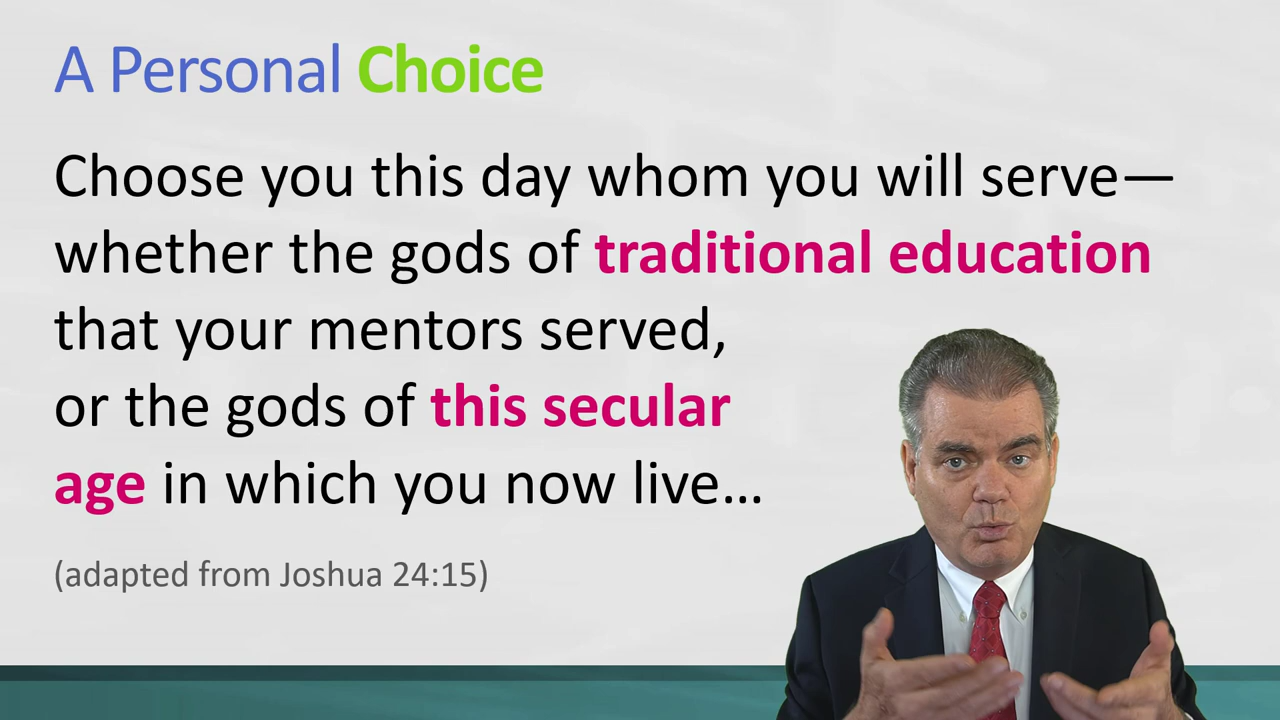 A Personal Choice
Choose you this day whom you will serve—
whether the gods of traditional education
that your mentors served,
or the gods of this secular
age in which you now live…
(adapted from Joshua 24:15)